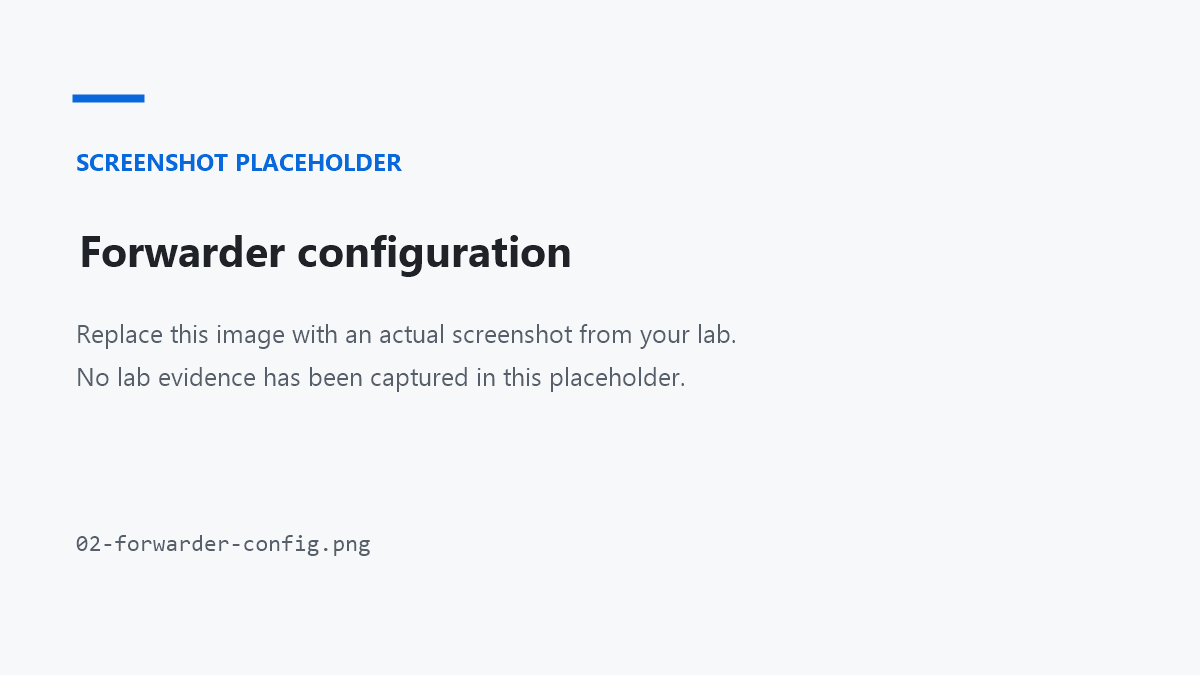 SCREENSHOT PLACEHOLDER
Forwarder configuration
Replace this image with an actual screenshot from your lab.
No lab evidence has been captured in this placeholder.
02-forwarder-config.png